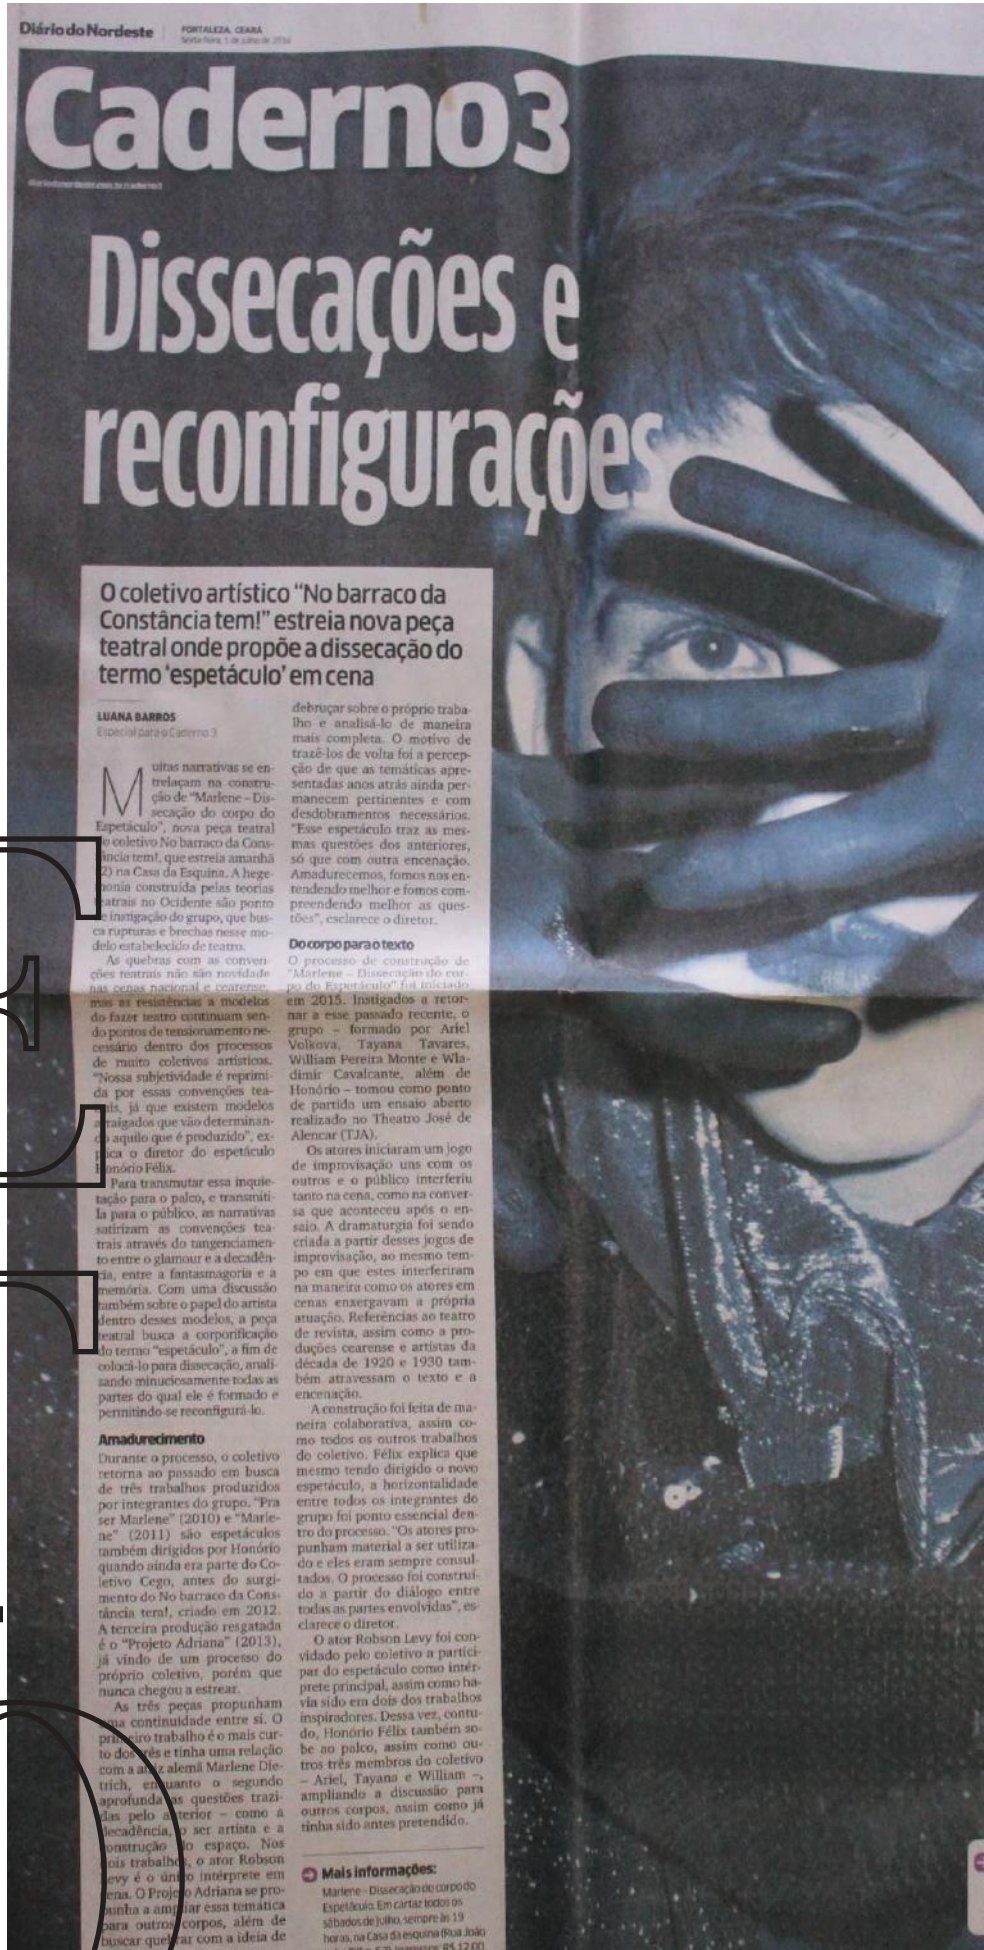 Diário do Nordeste
FORTALEZA, CEARÁ
Caderno3
Dissecações e
reconfigurações
O coletivo artístico “No barraco da
Constância tem!” estreia nova peça
teatral onde propõe a dissecação do
termo ‘espetáculo’ em cena
LUANA BARROS
Especial para o Caderno 3
Muitas narrativas se en-
trelaçam na constru-
ção de “Marlene – Dis-
secação do corpo do
Espetáculo”, nova peça teatral
do coletivo No barraco da Cons-
tância tem!, que estreia amanhã
(2) na Casa da Esquina. A hege-
monia construída pelas teorias
teatrais no Ocidente são ponto
de instigação do grupo, que bus-
ca rupturas e brechas nesse mo-
delo estabelecido de teatro.
As quebras com as conven-
ções teatrais não são novidade
nas cenas nacional e cearense,
mas as resistências a modelos
do fazer teatro continuam sen-
do pontos de tensionamento ne-
cessário dentro dos processos
de muito coletivos artísticos.
“Nossa subjetividade é reprimi-
da por essas convenções tea-
trais, já que existem modelos
arraigados que vão determinan-
do aquilo que é produzido”, ex-
plica o diretor do espetáculo
Honório Félix.
Para transmutar essa inquie-
tação para o palco, e transmiti-
la para o público, as narrativas
satirizam as convenções tea-
trais através do tangenciamen-
to entre o glamour e a decadên-
cia, entre a fantasmagoria e a
memória. Com uma discussão
também sobre o papel do artista
dentro desses modelos, a peça
teatral busca a corporificação
do termo “espetáculo”, a fim de
colocá-lo para dissecação, anali-
sando minuciosamente todas as
partes do qual ele é formado e
permitindo-se reconfigurá-lo.
Amadurecimento
Durante o processo, o coletivo
retorna ao passado em busca
de três trabalhos produzidos
por integrantes do grupo. “Pra
ser Marlene” (2010) e “Marle-
ne” (2011) são espetáculos
também dirigidos por Honório
quando ainda era parte do Co-
letivo Cego, antes do surgi-
mento do No barraco da Cons-
tância tem!, criado em 2012.
A terceira produção resgatada
é o “Projeto Adriana” (2013),
já vindo de um processo do
próprio coletivo, porém que
nunca chegou a estrear.
As três peças propunham
uma continuidade entre si. O
primeiro trabalho é o mais cur-
to dos três e tinha uma relação
com a atriz alemã Marlene Die-
trich, enquanto o segundo
aprofunda as questões trazi-
das pelo anterior – como a
decadência, o ser artista e a
construção do espaço. Nos
dois trabalhos, o ator Robson
Levy é o único intérprete em
cena. O Projeto Adriana se pro-
punha a ampliar essa temática
para outros corpos, além de
buscar quebrar com a ideia de
debruçar sobre o próprio traba-
lho e analisá-lo de maneira
mais completa. O motivo de
trazê-los de volta foi a percep-
ção de que as temáticas apre-
sentadas anos atrás ainda per-
manecem pertinentes e com
desdobramentos necessários.
“Esse espetáculo traz as mes-
mas questões dos anteriores,
só que com outra encenação.
Amadurecemos, fomos nos en-
tendendo melhor e fomos com-
preendendo melhor as ques-
tões”, esclarece o diretor.
Do corpo para o texto
O processo de construção de
“Marlene – Dissecação do cor-
po do Espetáculo” foi iniciado
em 2015. Instigados a retor-
nar a esse passado recente, o
grupo – formado por Ariel
Volkova, Tayana Tavares,
William Pereira Monte e Wla-
dimir Cavalcante, além de
Honório – tomou como ponto
de partida um ensaio aberto
realizado no Theatro José de
Alencar (TJA).
Os atores iniciaram um jogo
de improvisação uns com os
outros e o público interferiu
tanto na cena, como na conver-
sa que aconteceu após o en-
saio. A dramaturgia foi sendo
criada a partir desses jogos de
improvisação, ao mesmo tem-
po em que estes interferiram
na maneira como os atores em
cenas enxergavam a própria
atuação. Referências ao teatro
de revista, assim como a pro-
duções cearense e artistas da
década de 1920 e 1930 tam-
bém atravessam o texto e a
encenação.
A construção foi feita de ma-
neira colaborativa, assim co-
mo todos os outros trabalhos
do coletivo. Félix explica que
mesmo tendo dirigido o novo
espetáculo, a horizontalidade
entre todos os integrantes do
grupo foi ponto essencial den-
tro do processo. “Os atores pro-
punham material a ser utiliza-
do e eles eram sempre consul-
tados. O processo foi construí-
do a partir do diálogo entre
todas as partes envolvidas”, es-
clarece o diretor.
O ator Robson Levy foi con-
vidado pelo coletivo a partici-
par do espetáculo como intér-
prete principal, assim como ha-
via sido em dois dos trabalhos
inspiradores. Dessa vez, contu-
do, Honório Félix também so-
be ao palco, assim como ou-
tros três membros do coletivo
– Ariel, Tayana e William –,
ampliando a discussão para
outros corpos, assim como já
tinha sido antes pretendido.
Mais informações:
Marlene – Dissecação do corpo do
Espetáculo. Em cartaz todos os
sábados de julho, sempre às 19
horas, na Casa da esquina (Rua João